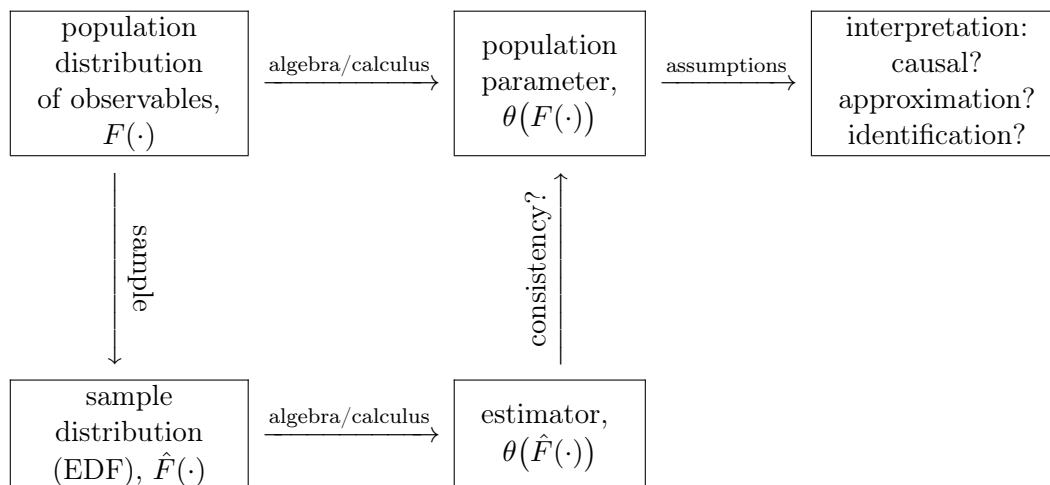 population
distribution
of observables,
F(·)
algebra/calculus
population
parameter,
θ(F(·))
assumptions
interpretation:
causal?
approximation?
identification?
sample
consistency?
sample
distribution
(EDF), F̂(·)
algebra/calculus
estimator,
θ(F̂(·))